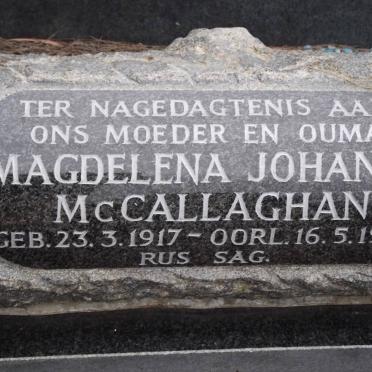 TER NAGEDAGTENIS AA
ONS MOEDER EN OUMA
MAGDELENA JOHAN
McCALLAGHAN
GEB. 23. 3. 1917 - OORL. 16. 5. 19
RUS SAG.